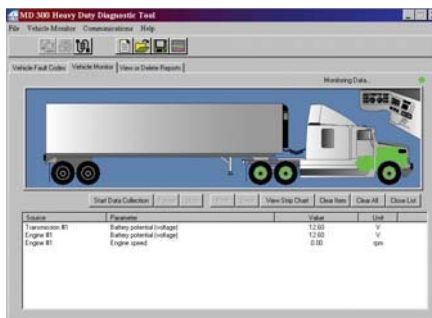 MD 300 Heavy Duty Diagnostic Tool
File Vehicle Monitor Communications Help
Vehicle Fault Codes Vehicle Monitor View or Delete Reports
Monitoring Data...
Start Data Collection View Strip Chart Clear Item Clear All Close List
Source Parameter Value Unit
Transmission #1 Battery potential (voltage) 12.60 V
Engine #1 Battery potential (voltage) 12.60 V
Engine #1 Engine speed 0.00 rpm